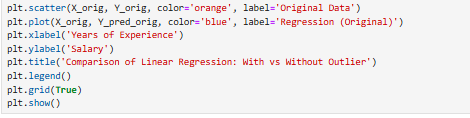 plt.scatter(X_orig, Y_orig, color='orange', label='Original Data')
plt.plot(X_orig, Y_pred_orig, color='blue', label='Regression (Original)')
plt.xlabel('Years of Experience')
plt.ylabel('Salary')
plt.title('Comparison of Linear Regression: With vs Without Outlier')
plt.legend()
plt.grid(True)
plt.show()